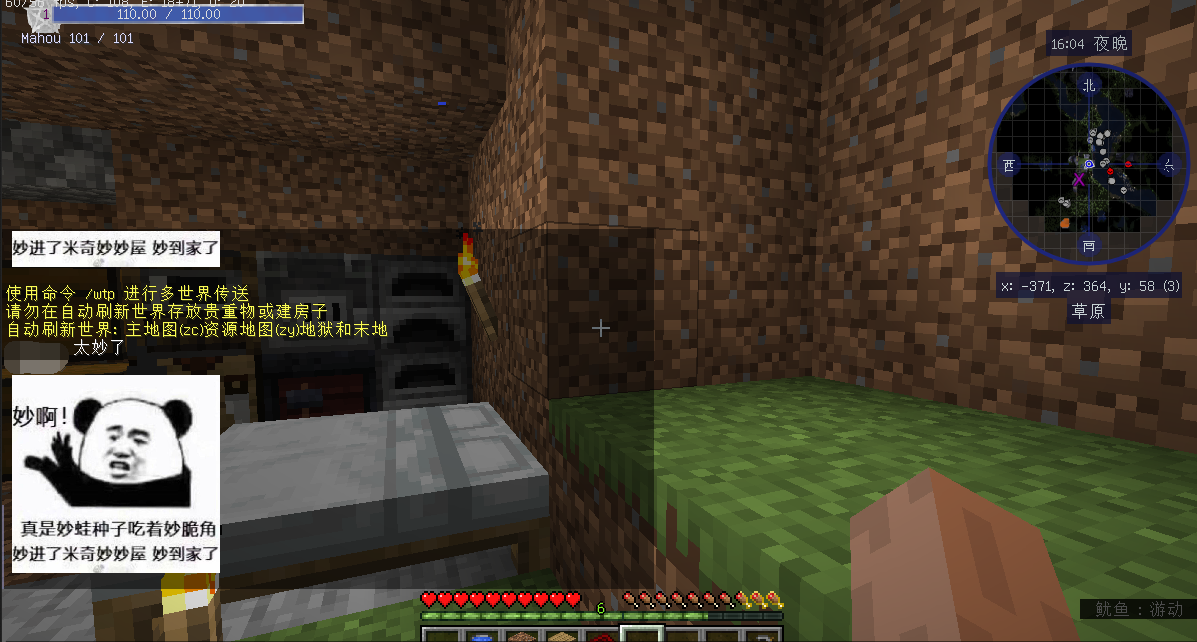 1
110.00 / 110.00
Mahou 101 / 101
16:04 夜晚
北
西
东
南
x: -371, z: 364, y: 58 (3)
草原
妙进了米奇妙妙屋 妙到家了
使用命令 /wtp 进行多世界传送
请勿在自动刷新世界存放贵重物或建房子
自动刷新世界: 主地图(zc)资源地图(zy)地狱和末地
太妙了
妙啊!
真是妙蛙种子吃着妙脆角
妙进了米奇妙妙屋 妙到家了
6
鱿鱼：游动